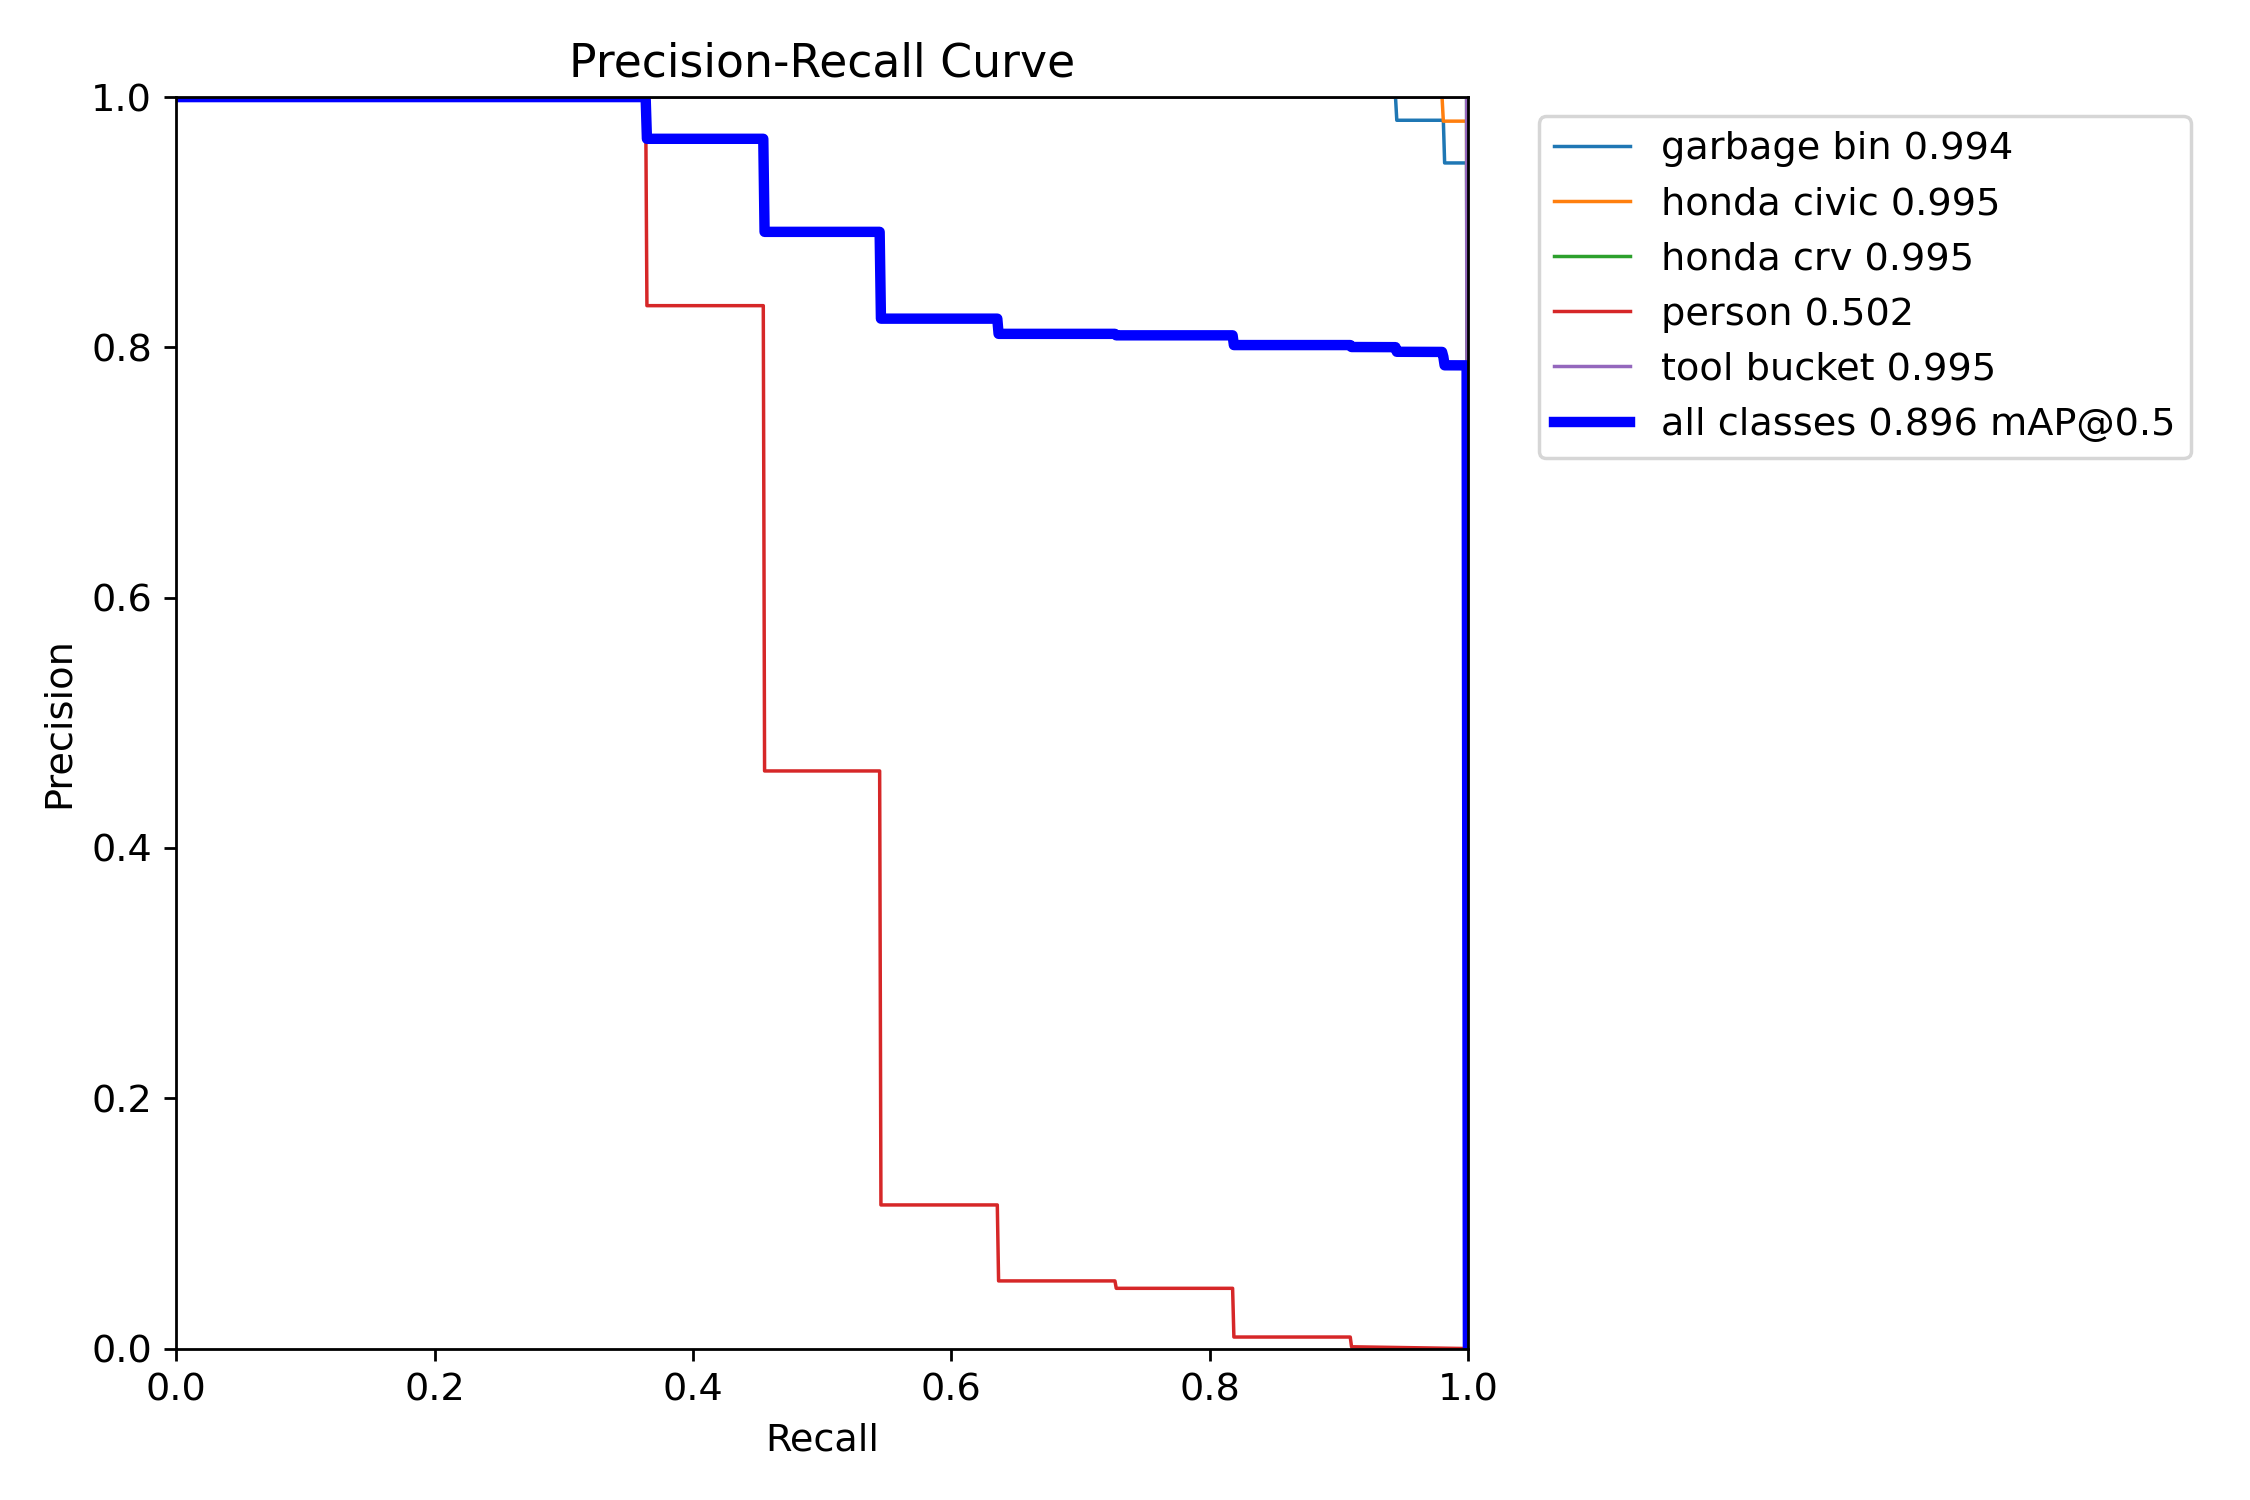 Precision-Recall Curve
1.0
0.8
0.6
0.4
0.2
0.0
Precision
0.0 0.2 0.4 0.6 0.8 1.0
Recall
garbage bin 0.994
honda civic 0.995
honda crv 0.995
person 0.502
tool bucket 0.995
all classes 0.896 mAP@0.5